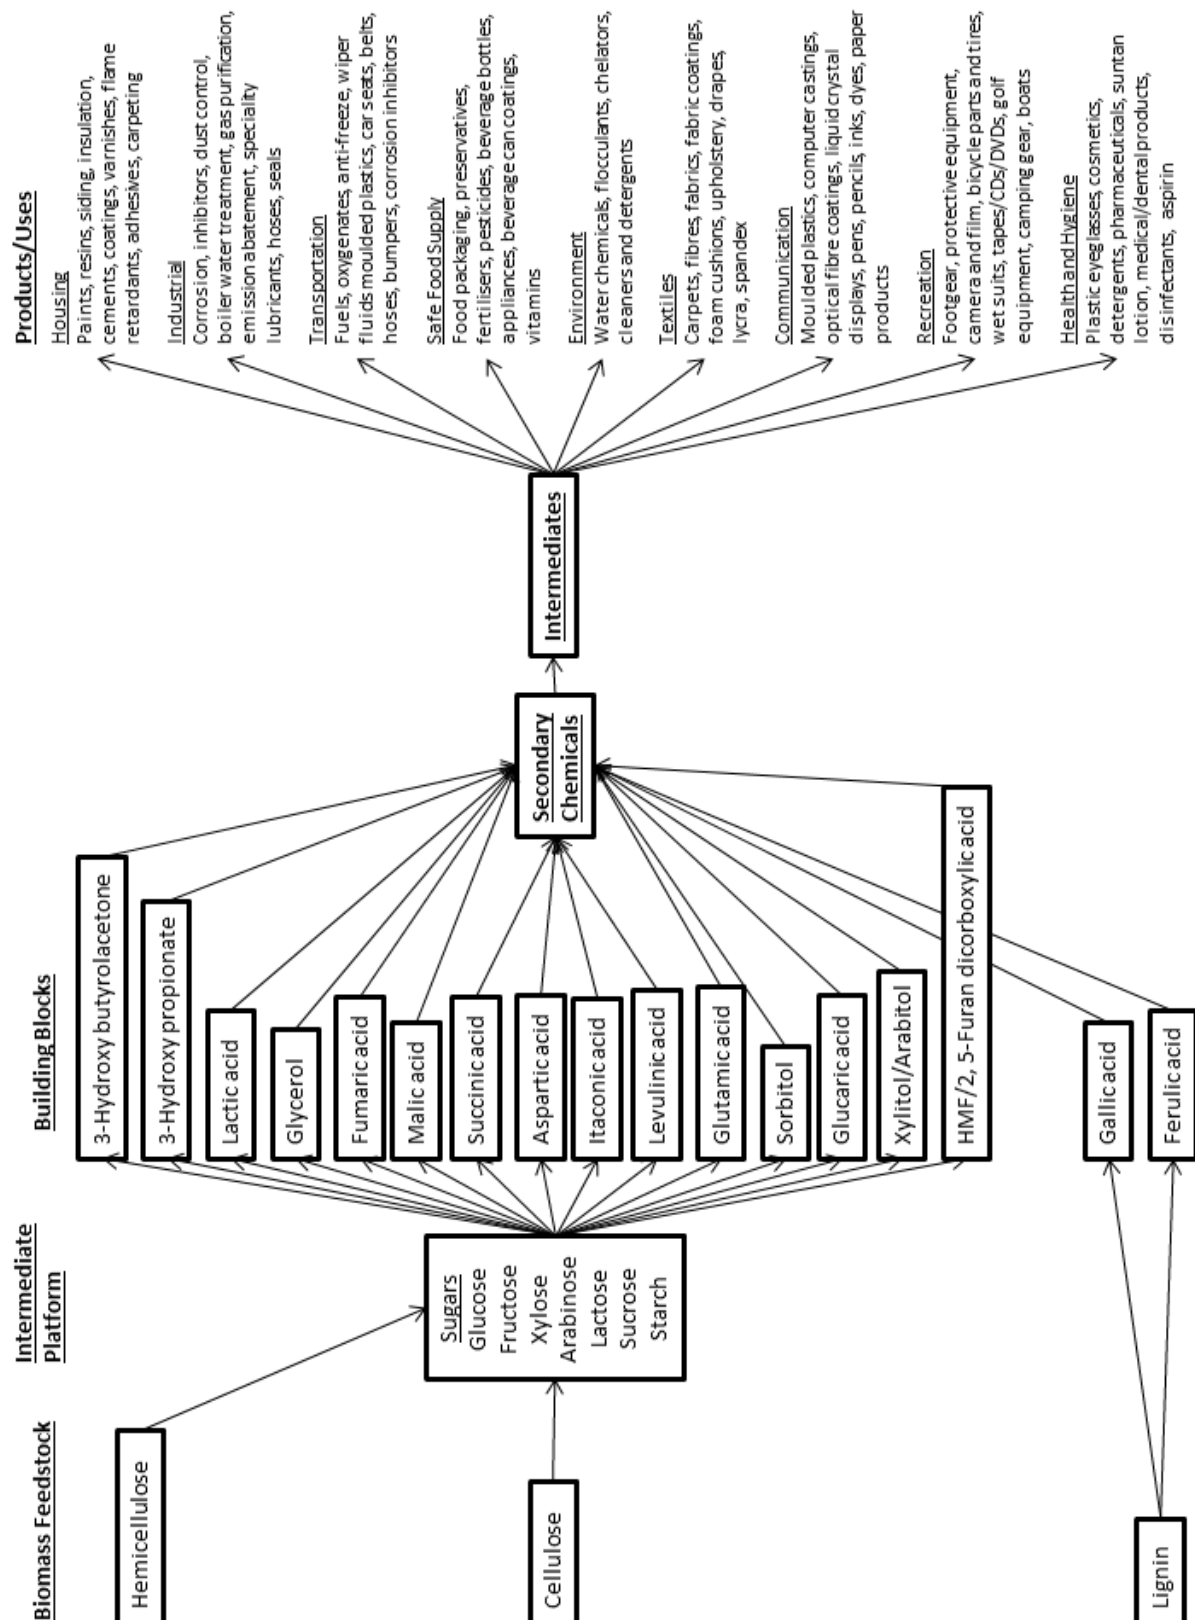 Biomass Feedstock
Hemicellulose
Cellulose
Lignin
Intermediate
Platform
Sugars
Glucose
Fructose
Xylose
Arabinose
Lactose
Sucrose
Starch
Building Blocks
3-Hydroxy butyrolacetone
3-Hydroxy propionate
Lactic acid
Glycerol
Fumaric acid
Malic acid
Succinic acid
Aspartic acid
Itaconic acid
Levulinic acid
Glutamic acid
Sorbitol
Glucaric acid
Xylitol/Arabitol
HMF/2, 5-Furan dicorboxylic acid
Gallic acid
Ferulic acid
Secondary
Chemicals
Intermediates
Products/Uses
Housing
Paints, resins, siding, insulation,
cements, coatings, varnishes, flame
retardants, adhesives, carpeting
Industrial
Corrosion, inhibitors, dust control,
boiler water treatment, gas purification,
emission abatement, speciality
lubricants, hoses, seals
Transportation
Fuels, oxygenates, anti-freeze, wiper
fluids moulded plastics, car seats, belts,
hoses, bumpers, corrosion inhibitors
Safe Food Supply
Food packaging, preservatives,
fertilisers, pesticides, beverage bottles,
appliances, beverage can coatings,
vitamins
Environment
Water chemicals, flocculants, chelators,
cleaners and detergents
Textiles
Carpets, fibres, fabrics, fabric coatings,
foam cushions, upholstery, drapes,
lycra, spandex
Communication
Moulded plastics, computer castings,
optical fibre coatings, liquid crystal
displays, pens, pencils, inks, dyes, paper
products
Recreation
Footgear, protective equipment,
camera and film, bicycle parts and tires,
wet suits, tapes/CDs/DVDs, golf
equipment, camping gear, boats
Health and Hygiene
Plastic eyeglasses, cosmetics,
detergents, pharmaceuticals, suntan
lotion, medical/dental products,
disinfectants, aspirin